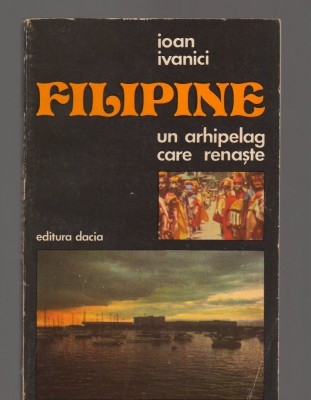 ioan
ivanici
FILIPINE
un arhipelag
care renaște
editura dacia